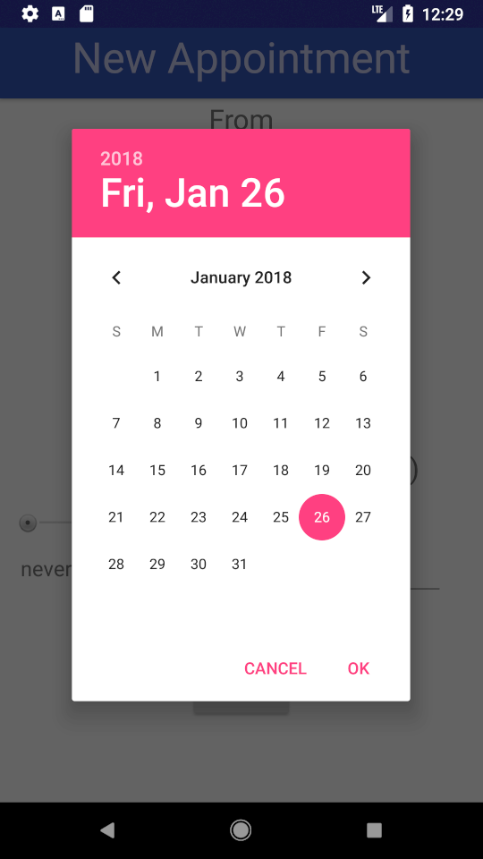 LTE 12:29
New Appointment
From
2018
Fri, Jan 26
January 2018
S M T W T F S
1 2 3 4 5 6
7 8 9 10 11 12 13
14 15 16 17 18 19 20
)
21 22 23 24 25 26 27
28 29 30 31
never
CANCEL OK